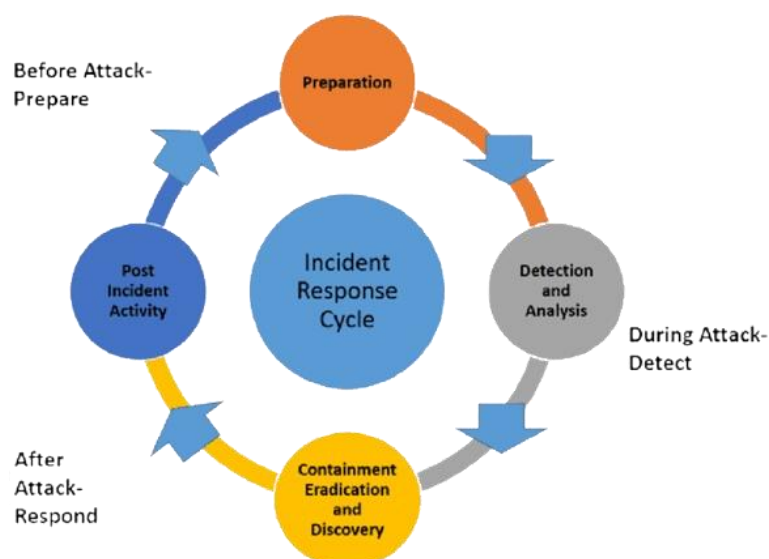 Before Attack-
Prepare
Preparation
Incident
Response
Cycle
Post
Incident
Activity
Detection
and
Analysis
During Attack-
Detect
After
Attack-
Respond
Containment
Eradication
and
Discovery